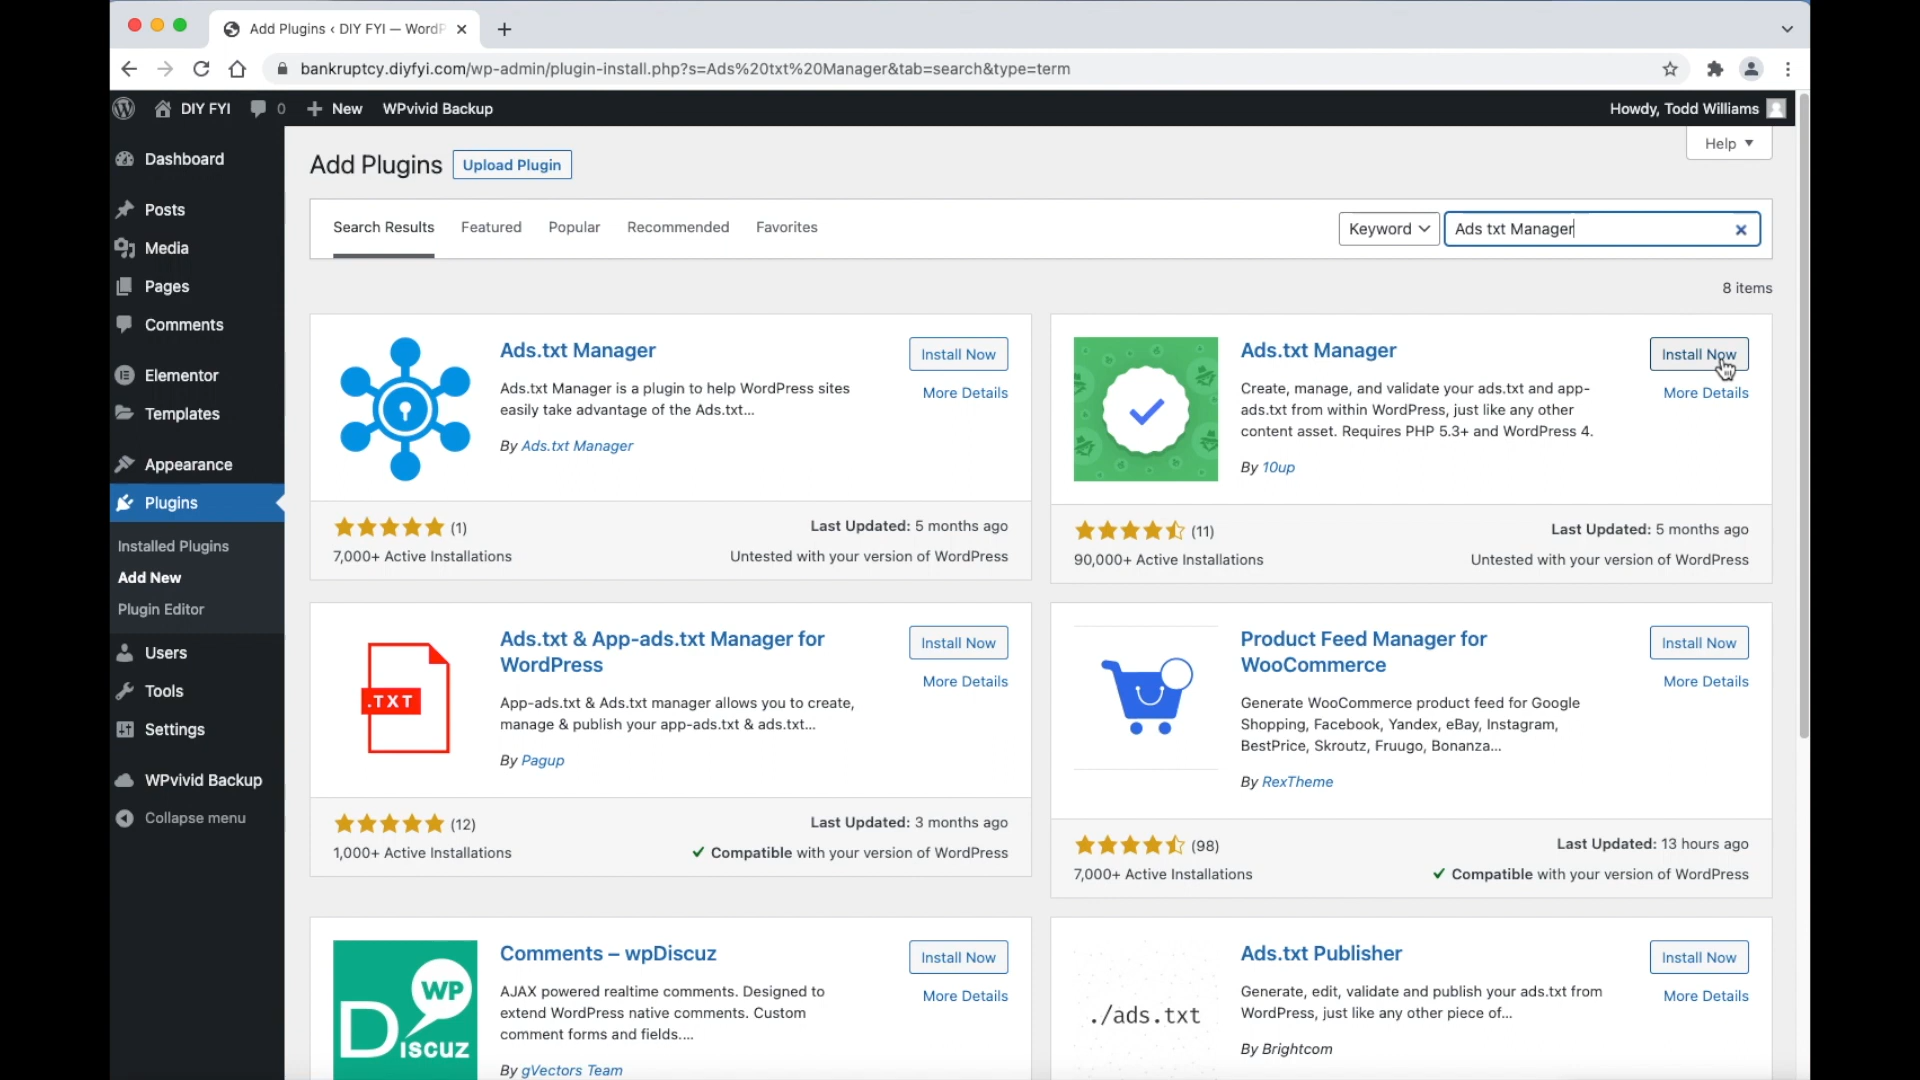 Add Plugins ‹ DIY FYI — WordP
bankruptcy.diyfyi.com/wp-admin/plugin-install.php?s=Ads%20txt%20Manager&tab=search&type=term
DIY FYI
0
New
WPvivid Backup
Howdy, Todd Williams
Dashboard
Posts
Media
Pages
Comments
Elementor
Templates
Appearance
Plugins
Installed Plugins
Add New
Plugin Editor
Users
Tools
Settings
WPvivid Backup
Collapse menu
Help
Add Plugins
Upload Plugin
Search Results
Featured
Popular
Recommended
Favorites
Keyword
Ads txt Manager
8 items
Ads.txt Manager
Install Now
More Details
Ads.txt Manager is a plugin to help WordPress sites
easily take advantage of the Ads.txt...
By Ads.txt Manager
(1)
7,000+ Active Installations
Last Updated: 5 months ago
Untested with your version of WordPress
Ads.txt Manager
Install Now
More Details
Create, manage, and validate your ads.txt and app-
ads.txt from within WordPress, just like any other
content asset. Requires PHP 5.3+ and WordPress 4.
By 10up
(11)
90,000+ Active Installations
Last Updated: 5 months ago
Untested with your version of WordPress
.TXT
Ads.txt & App-ads.txt Manager for
WordPress
Install Now
More Details
App-ads.txt & Ads.txt manager allows you to create,
manage & publish your app-ads.txt & ads.txt...
By Pagup
(12)
1,000+ Active Installations
Last Updated: 3 months ago
Compatible with your version of WordPress
Product Feed Manager for
WooCommerce
Install Now
More Details
Generate WooCommerce product feed for Google
Shopping, Facebook, Yandex, eBay, Instagram,
BestPrice, Skroutz, Fruugo, Bonanza...
By RexTheme
(98)
7,000+ Active Installations
Last Updated: 13 hours ago
Compatible with your version of WordPress
WP
DISCUZ
Comments – wpDiscuz
Install Now
More Details
AJAX powered realtime comments. Designed to
extend WordPress native comments. Custom
comment forms and fields....
By gVectors Team
./ads.txt
Ads.txt Publisher
Install Now
More Details
Generate, edit, validate and publish your ads.txt from
WordPress, just like any other piece of...
By Brightcom